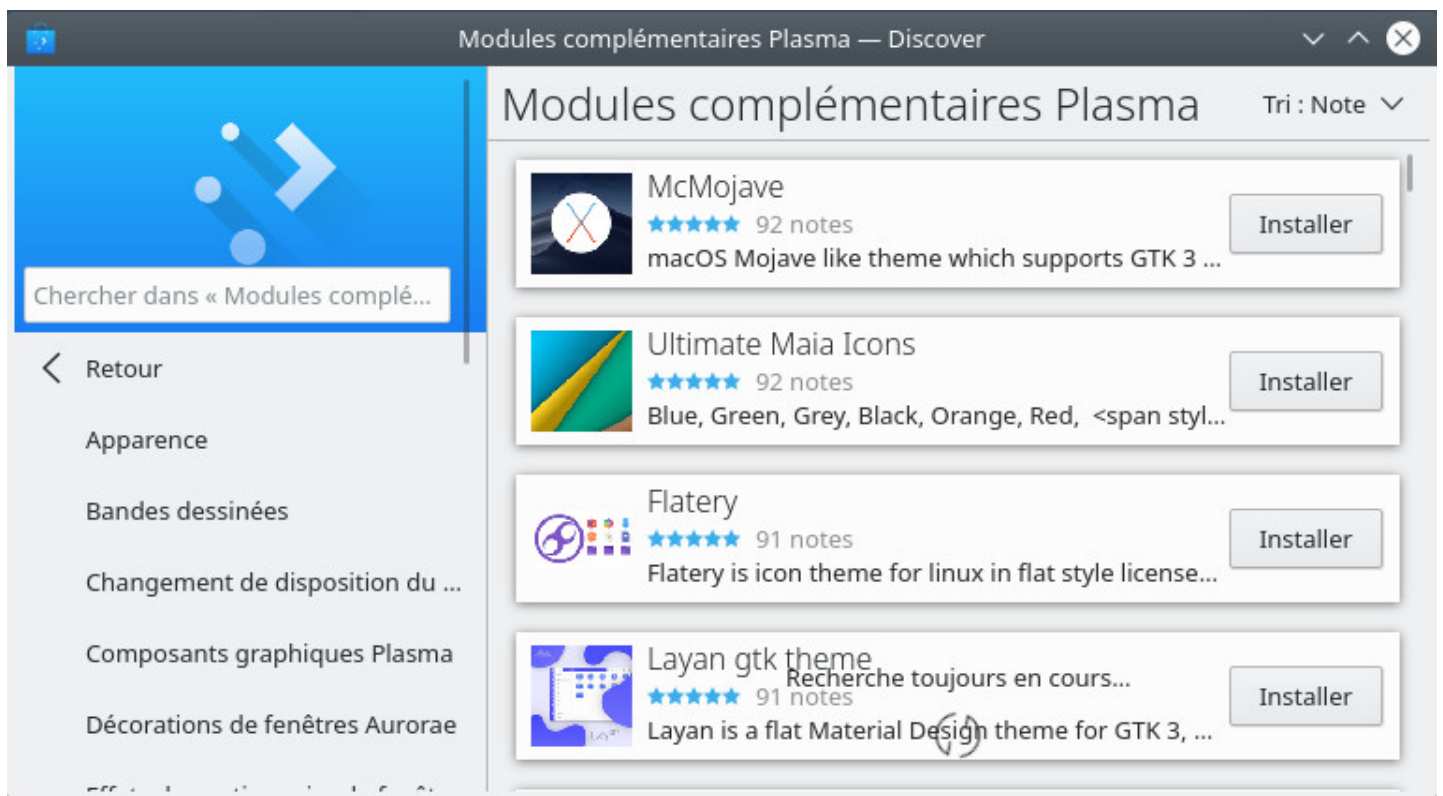 Modules complémentaires Plasma — Discover
Chercher dans « Modules complé...
Retour
Apparence
Bandes dessinées
Changement de disposition du ...
Composants graphiques Plasma
Décorations de fenêtres Aurorae
Modules complémentaires Plasma
Tri : Note
McMojave
92 notes
macOS Mojave like theme which supports GTK 3 ...
Installer
Ultimate Maia Icons
92 notes
Blue, Green, Grey, Black, Orange, Red, <span styl...
Installer
Flatery
91 notes
Flatery is icon theme for linux in flat style license...
Installer
Layan gtk theme
Recherche toujours en cours...
91 notes
Layan is a flat Material Design theme for GTK 3, ...
Installer